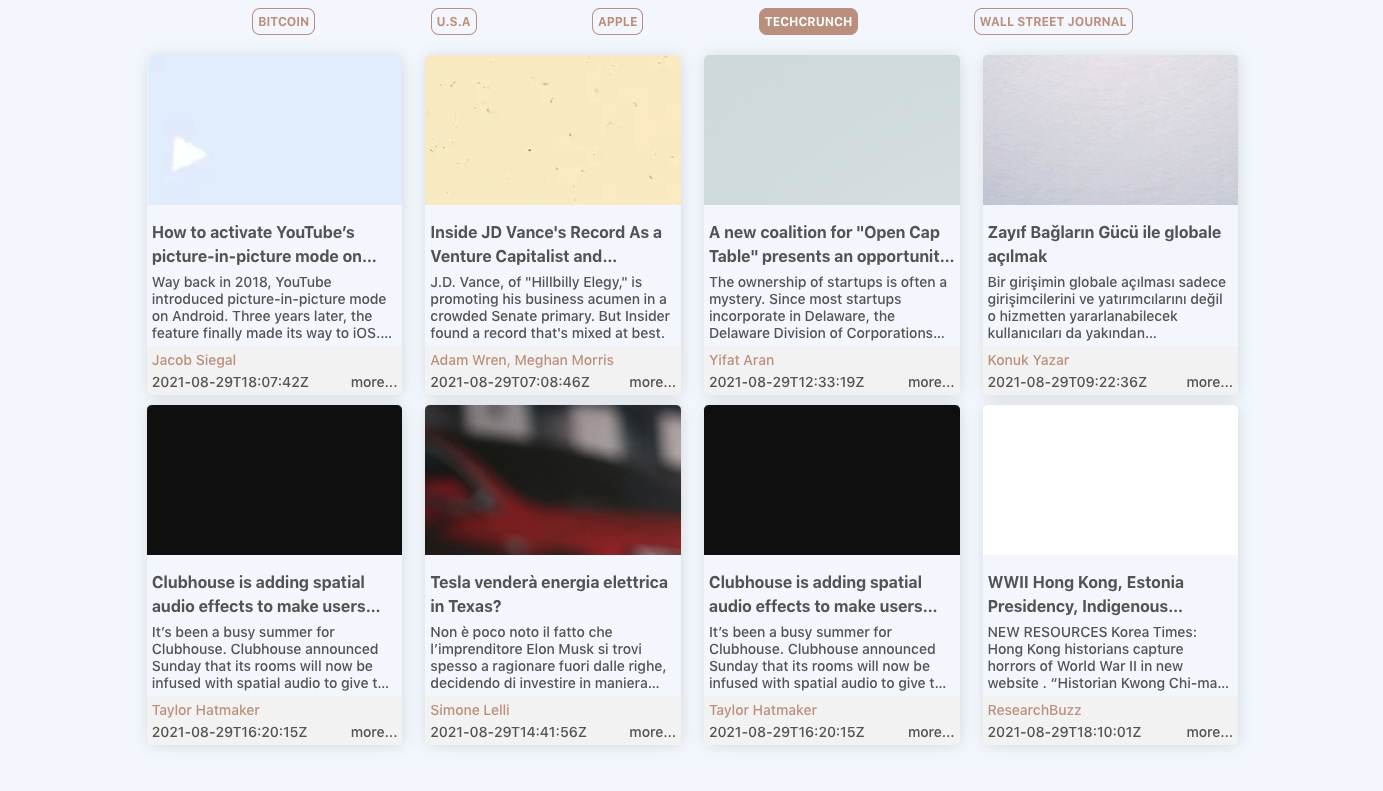 BITCOIN
U.S.A
APPLE
TECHCRUNCH
WALL STREET JOURNAL
How to activate YouTube’s
picture-in-picture mode on...
Way back in 2018, YouTube
introduced picture-in-picture mode
on Android. Three years later, the
feature finally made its way to iOS....
Jacob Siegal
2021-08-29T18:07:42Z
more...
Inside JD Vance's Record As a
Venture Capitalist and...
J.D. Vance, of "Hillbilly Elegy," is
promoting his business acumen in a
crowded Senate primary. But Insider
found a record that's mixed at best.
Adam Wren, Meghan Morris
2021-08-29T07:08:46Z
more...
A new coalition for "Open Cap
Table" presents an opportunit...
The ownership of startups is often a
mystery. Since most startups
incorporate in Delaware, the
Delaware Division of Corporations...
Yifat Aran
2021-08-29T12:33:19Z
more...
Zayıf Bağların Gücü ile globale
açılmak
Bir girişimin globale açılması sadece
girişimcilerini ve yatırımcılarını değil
o hizmetten yararlanabilecek
kullanıcıları da yakından...
Konuk Yazar
2021-08-29T09:22:36Z
more...
Clubhouse is adding spatial
audio effects to make users...
It’s been a busy summer for
Clubhouse. Clubhouse announced
Sunday that its rooms will now be
infused with spatial audio to give t...
Taylor Hatmaker
2021-08-29T16:20:15Z
more...
Tesla venderà energia elettrica
in Texas?
Non è poco noto il fatto che
l’imprenditore Elon Musk si trovi
spesso a ragionare fuori dalle righe,
decidendo di investire in maniera...
Simone Lelli
2021-08-29T14:41:56Z
more...
Clubhouse is adding spatial
audio effects to make users...
It’s been a busy summer for
Clubhouse. Clubhouse announced
Sunday that its rooms will now be
infused with spatial audio to give t...
Taylor Hatmaker
2021-08-29T16:20:15Z
more...
WWII Hong Kong, Estonia
Presidency, Indigenous...
NEW RESOURCES Korea Times:
Hong Kong historians capture
horrors of World War II in new
website . “Historian Kwong Chi-ma...
ResearchBuzz
2021-08-29T18:10:01Z
more...